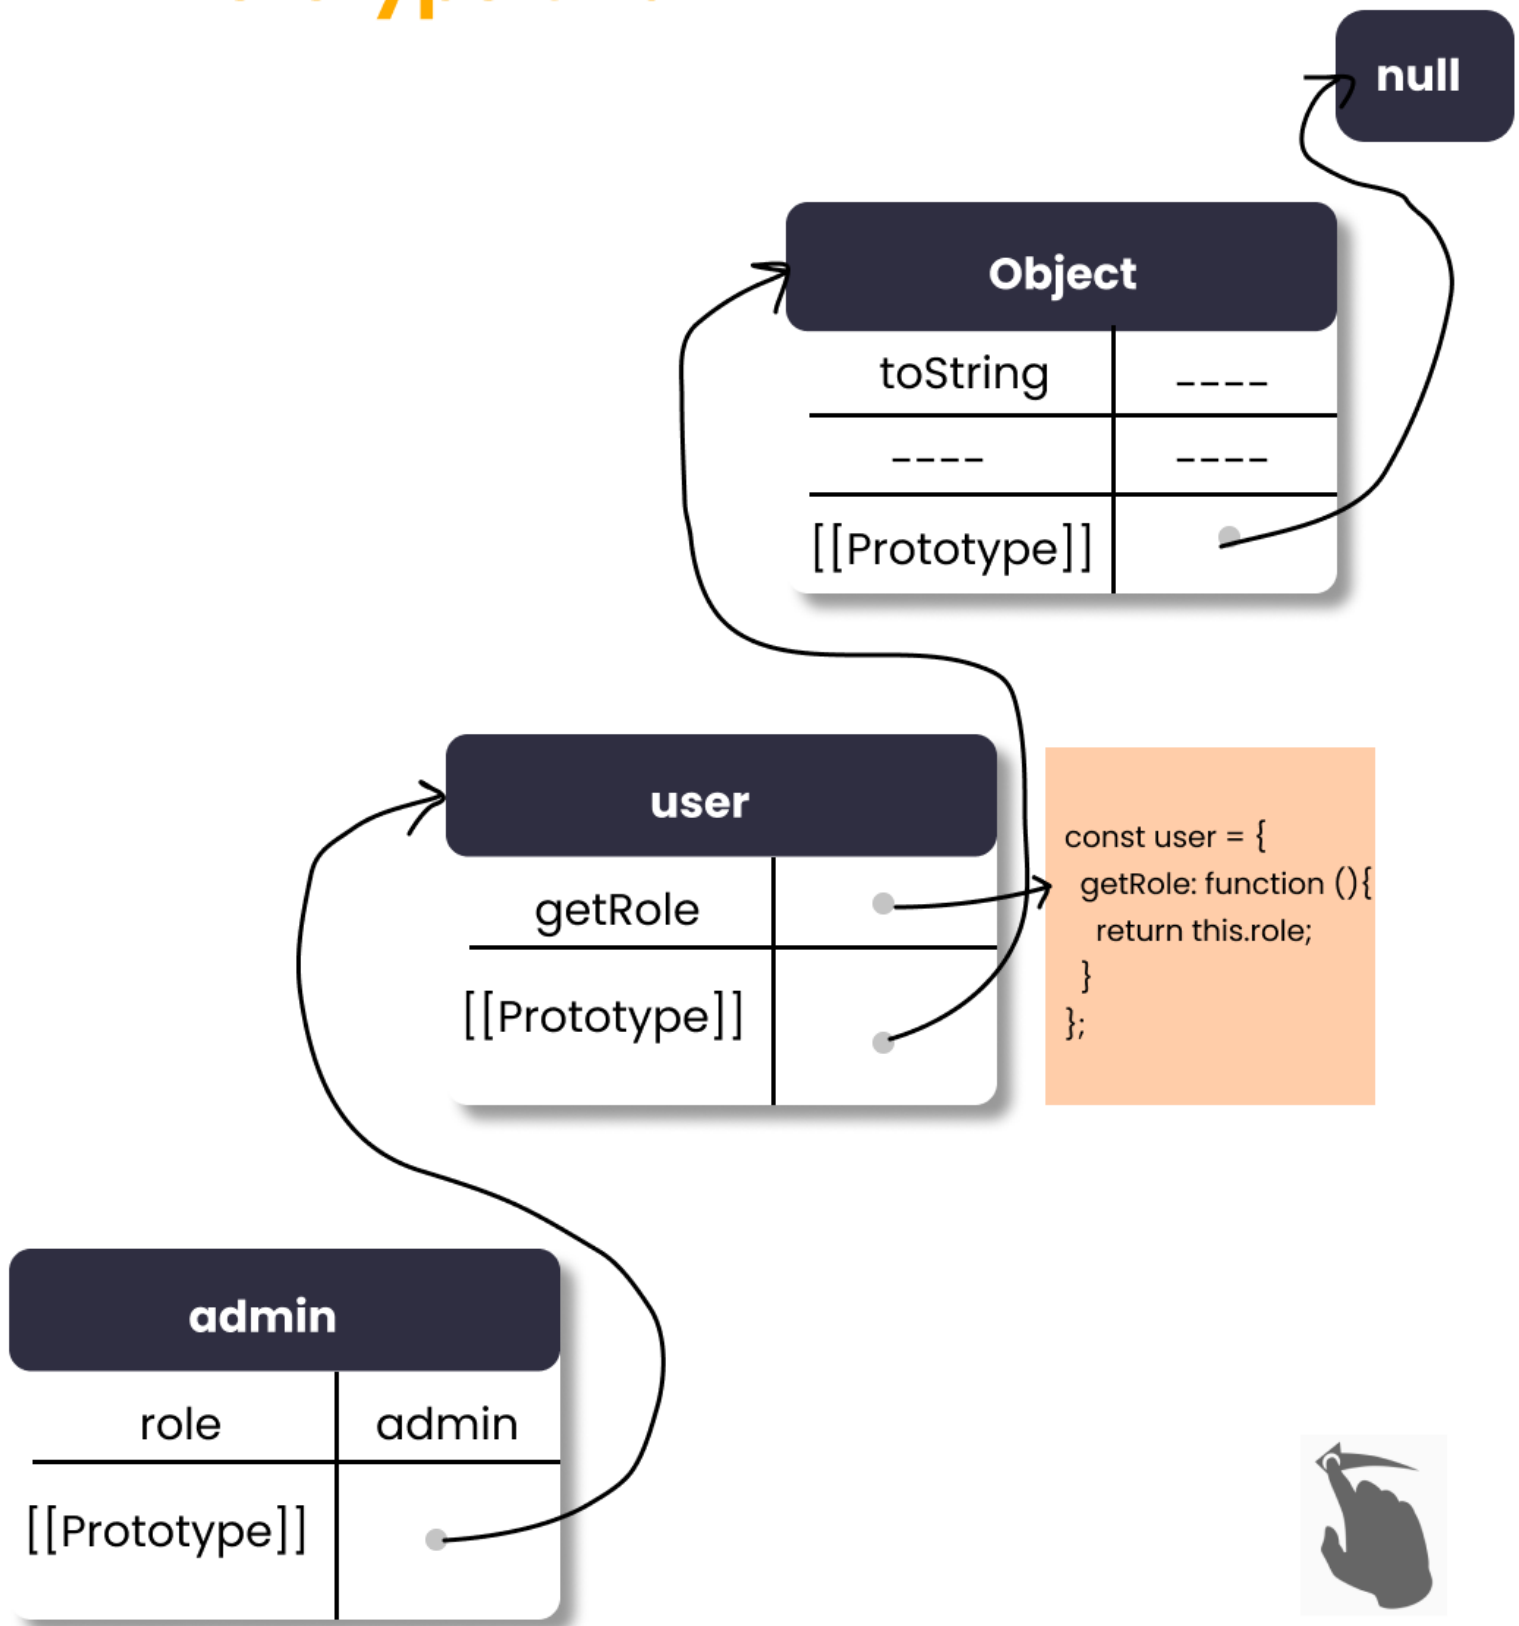 null
Object
toString ----
---- ----
[[Prototype]]
user
getRole
[[Prototype]]
const user = {
getRole: function (){
return this.role;
}
};
admin
role admin
[[Prototype]]